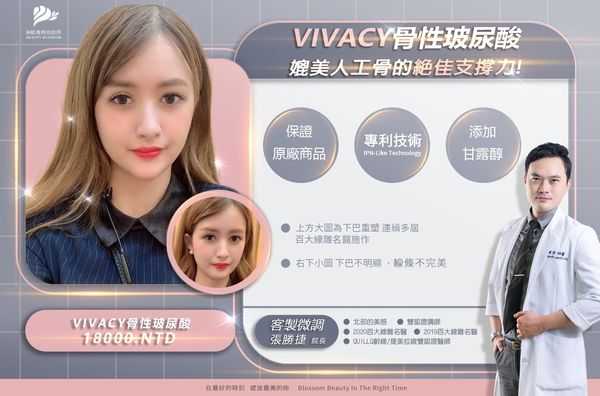 BEAUTY BLOSSOM
VIVACY骨性玻尿酸
媲美人工骨的絕佳支撐力!
保證
原廠商品
專利技術
IPN-Like Technology
添加
甘露醇
上方大圖為下巴重塑 連續多屆
百大線雕名醫施作
右下小圖 下巴不明顯 ，線條不完美
VIVACY骨性玻尿酸
18000.NTD
客製微調
張勝捷 院長
北部的美感
雙認證講師
2020百大線雕名醫
2019百大線雕名醫
QUILLQ齡線/提美拉線雙認證醫師
在最好的時刻 綻放最美的妳 Blossom Beauty In The Right Time